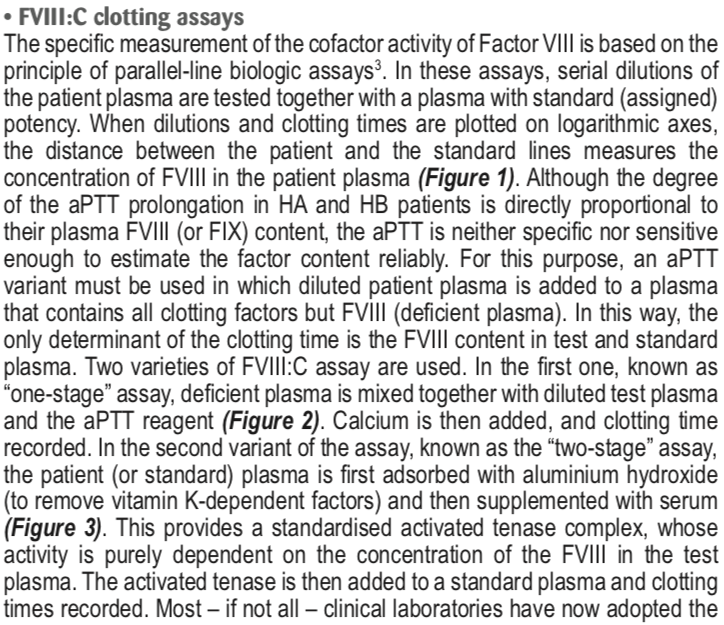 • FVIII:C clotting assays
The specific measurement of the cofactor activity of Factor VIII is based on the
principle of parallel-line biologic assays³. In these assays, serial dilutions of
the patient plasma are tested together with a plasma with standard (assigned)
potency. When dilutions and clotting times are plotted on logarithmic axes,
the distance between the patient and the standard lines measures the
concentration of FVIII in the patient plasma (Figure 1). Although the degree
of the aPTT prolongation in HA and HB patients is directly proportional to
their plasma FVIII (or FIX) content, the aPTT is neither specific nor sensitive
enough to estimate the factor content reliably. For this purpose, an aPTT
variant must be used in which diluted patient plasma is added to a plasma
that contains all clotting factors but FVIII (deficient plasma). In this way, the
only determinant of the clotting time is the FVIII content in test and standard
plasma. Two varieties of FVIII:C assay are used. In the first one, known as
“one-stage” assay, deficient plasma is mixed together with diluted test plasma
and the aPTT reagent (Figure 2). Calcium is then added, and clotting time
recorded. In the second variant of the assay, known as the “two-stage” assay,
the patient (or standard) plasma is first adsorbed with aluminium hydroxide
(to remove vitamin K-dependent factors) and then supplemented with serum
(Figure 3). This provides a standardised activated tenase complex, whose
activity is purely dependent on the concentration of the FVIII in the test
plasma. The activated tenase is then added to a standard plasma and clotting
times recorded. Most – if not all – clinical laboratories have now adopted the